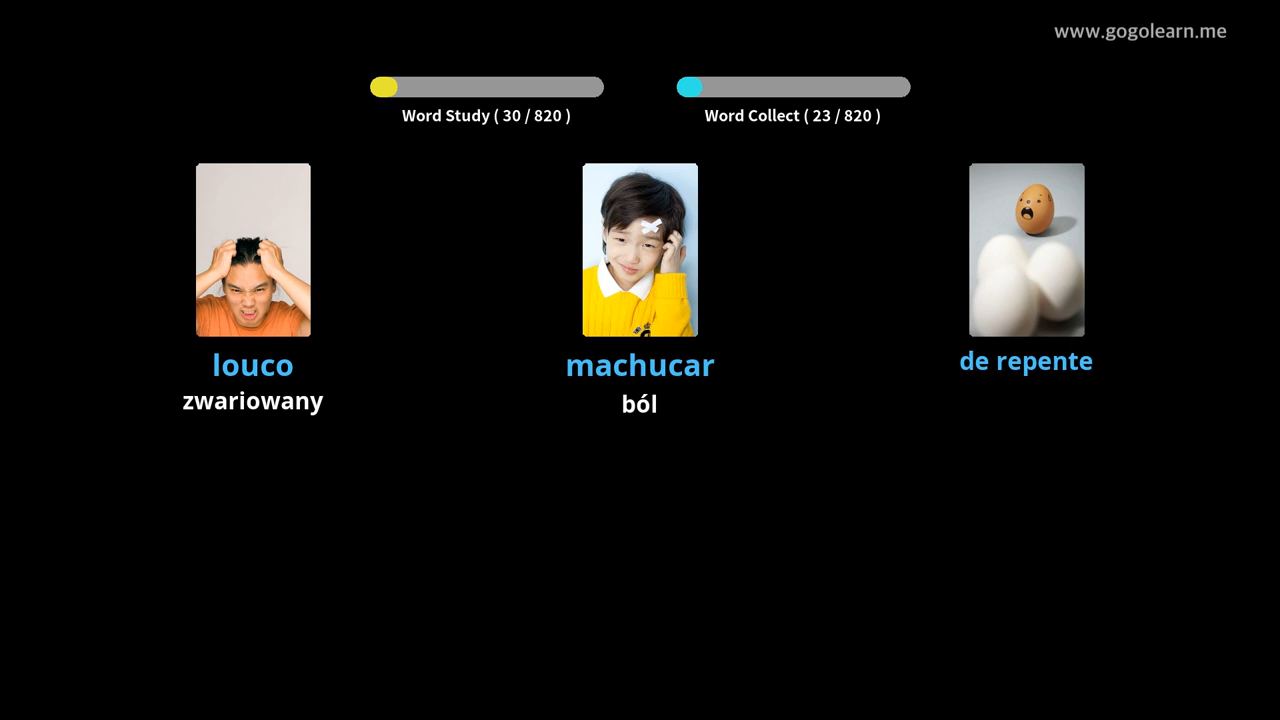 www.gogolearn.me
Word Study ( 30 / 820 )
Word Collect ( 23 / 820 )
louco
zwariowany
machucar
ból
de repente